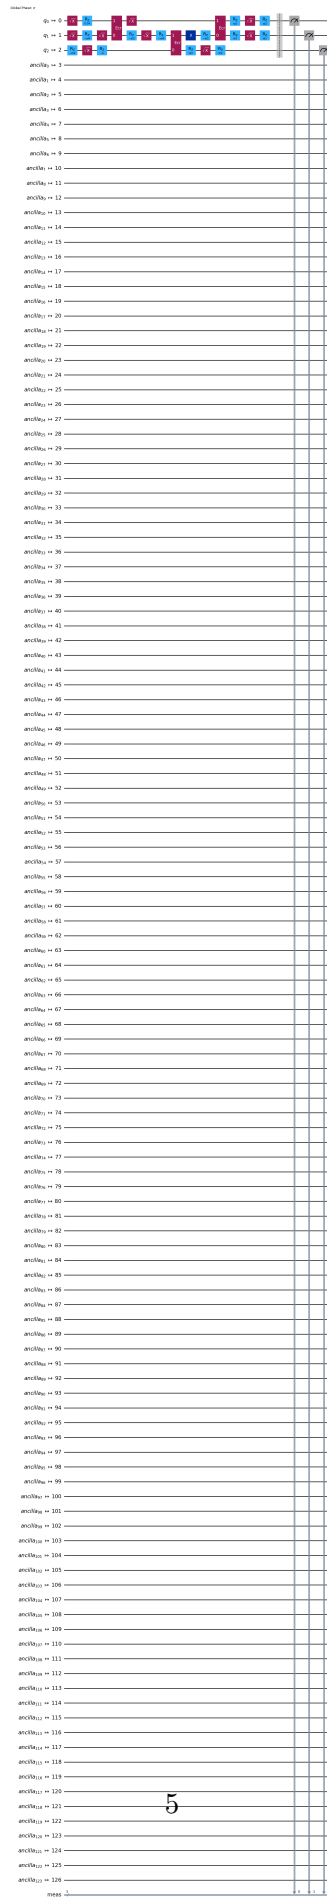 Global Phase: π
q₀ ↦ 0
q₁ ↦ 1
q₂ ↦ 2
ancilla₀ ↦ 3
ancilla₁ ↦ 4
ancilla₂ ↦ 5
ancilla₃ ↦ 6
ancilla₄ ↦ 7
ancilla₅ ↦ 8
ancilla₆ ↦ 9
ancilla₇ ↦ 10
ancilla₈ ↦ 11
ancilla₉ ↦ 12
ancilla₁₀ ↦ 13
ancilla₁₁ ↦ 14
ancilla₁₂ ↦ 15
ancilla₁₃ ↦ 16
ancilla₁₄ ↦ 17
ancilla₁₅ ↦ 18
ancilla₁₆ ↦ 19
ancilla₁₇ ↦ 20
ancilla₁₈ ↦ 21
ancilla₁₉ ↦ 22
ancilla₂₀ ↦ 23
ancilla₂₁ ↦ 24
ancilla₂₂ ↦ 25
ancilla₂₃ ↦ 26
ancilla₂₄ ↦ 27
ancilla₂₅ ↦ 28
ancilla₂₆ ↦ 29
ancilla₂₇ ↦ 30
ancilla₂₈ ↦ 31
ancilla₂₉ ↦ 32
ancilla₃₀ ↦ 33
ancilla₃₁ ↦ 34
ancilla₃₂ ↦ 35
ancilla₃₃ ↦ 36
ancilla₃₄ ↦ 37
ancilla₃₅ ↦ 38
ancilla₃₆ ↦ 39
ancilla₃₇ ↦ 40
ancilla₃₈ ↦ 41
ancilla₃₉ ↦ 42
ancilla₄₀ ↦ 43
ancilla₄₁ ↦ 44
ancilla₄₂ ↦ 45
ancilla₄₃ ↦ 46
ancilla₄₄ ↦ 47
ancilla₄₅ ↦ 48
ancilla₄₆ ↦ 49
ancilla₄₇ ↦ 50
ancilla₄₈ ↦ 51
ancilla₄₉ ↦ 52
ancilla₅₀ ↦ 53
ancilla₅₁ ↦ 54
ancilla₅₂ ↦ 55
ancilla₅₃ ↦ 56
ancilla₅₄ ↦ 57
ancilla₅₅ ↦ 58
ancilla₅₆ ↦ 59
ancilla₅₇ ↦ 60
ancilla₅₈ ↦ 61
ancilla₅₉ ↦ 62
ancilla₆₀ ↦ 63
ancilla₆₁ ↦ 64
ancilla₆₂ ↦ 65
ancilla₆₃ ↦ 66
ancilla₆₄ ↦ 67
ancilla₆₅ ↦ 68
ancilla₆₆ ↦ 69
ancilla₆₇ ↦ 70
ancilla₆₈ ↦ 71
ancilla₆₉ ↦ 72
ancilla₇₀ ↦ 73
ancilla₇₁ ↦ 74
ancilla₇₂ ↦ 75
ancilla₇₃ ↦ 76
ancilla₇₄ ↦ 77
ancilla₇₅ ↦ 78
ancilla₇₆ ↦ 79
ancilla₇₇ ↦ 80
ancilla₇₈ ↦ 81
ancilla₇₉ ↦ 82
ancilla₈₀ ↦ 83
ancilla₈₁ ↦ 84
ancilla₈₂ ↦ 85
ancilla₈₃ ↦ 86
ancilla₈₄ ↦ 87
ancilla₈₅ ↦ 88
ancilla₈₆ ↦ 89
ancilla₈₇ ↦ 90
ancilla₈₈ ↦ 91
ancilla₈₉ ↦ 92
ancilla₉₀ ↦ 93
ancilla₉₁ ↦ 94
ancilla₉₂ ↦ 95
ancilla₉₃ ↦ 96
ancilla₉₄ ↦ 97
ancilla₉₅ ↦ 98
ancilla₉₆ ↦ 99
ancilla₉₇ ↦ 100
ancilla₉₈ ↦ 101
ancilla₉₉ ↦ 102
ancilla₁₀₀ ↦ 103
ancilla₁₀₁ ↦ 104
ancilla₁₀₂ ↦ 105
ancilla₁₀₃ ↦ 106
ancilla₁₀₄ ↦ 107
ancilla₁₀₅ ↦ 108
ancilla₁₀₆ ↦ 109
ancilla₁₀₇ ↦ 110
ancilla₁₀₈ ↦ 111
ancilla₁₀₉ ↦ 112
ancilla₁₁₀ ↦ 113
ancilla₁₁₁ ↦ 114
ancilla₁₁₂ ↦ 115
ancilla₁₁₃ ↦ 116
ancilla₁₁₄ ↦ 117
ancilla₁₁₅ ↦ 118
ancilla₁₁₆ ↦ 119
ancilla₁₁₇ ↦ 120
ancilla₁₁₈ ↦ 121
5
ancilla₁₁₉ ↦ 122
ancilla₁₂₀ ↦ 123
ancilla₁₂₁ ↦ 124
ancilla₁₂₂ ↦ 125
ancilla₁₂₃ ↦ 126
meas